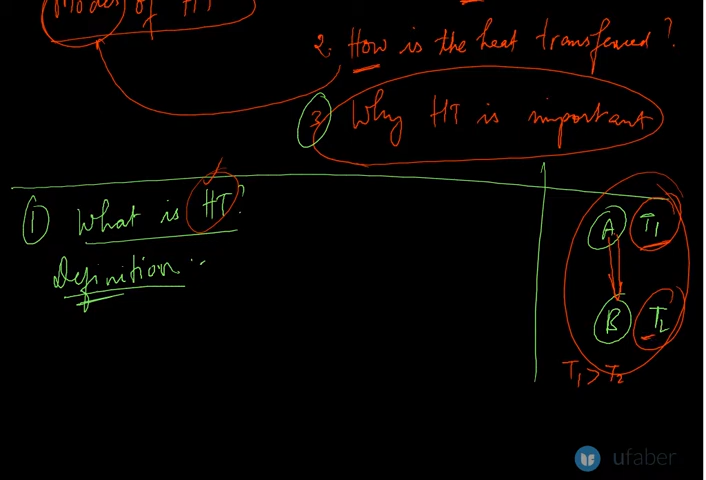 Modes of HT
2. How is the heat transferred?
3 Why HT is important
1 What is HT?
Definition..
A T1
B T2
T1 > T2
ufaber